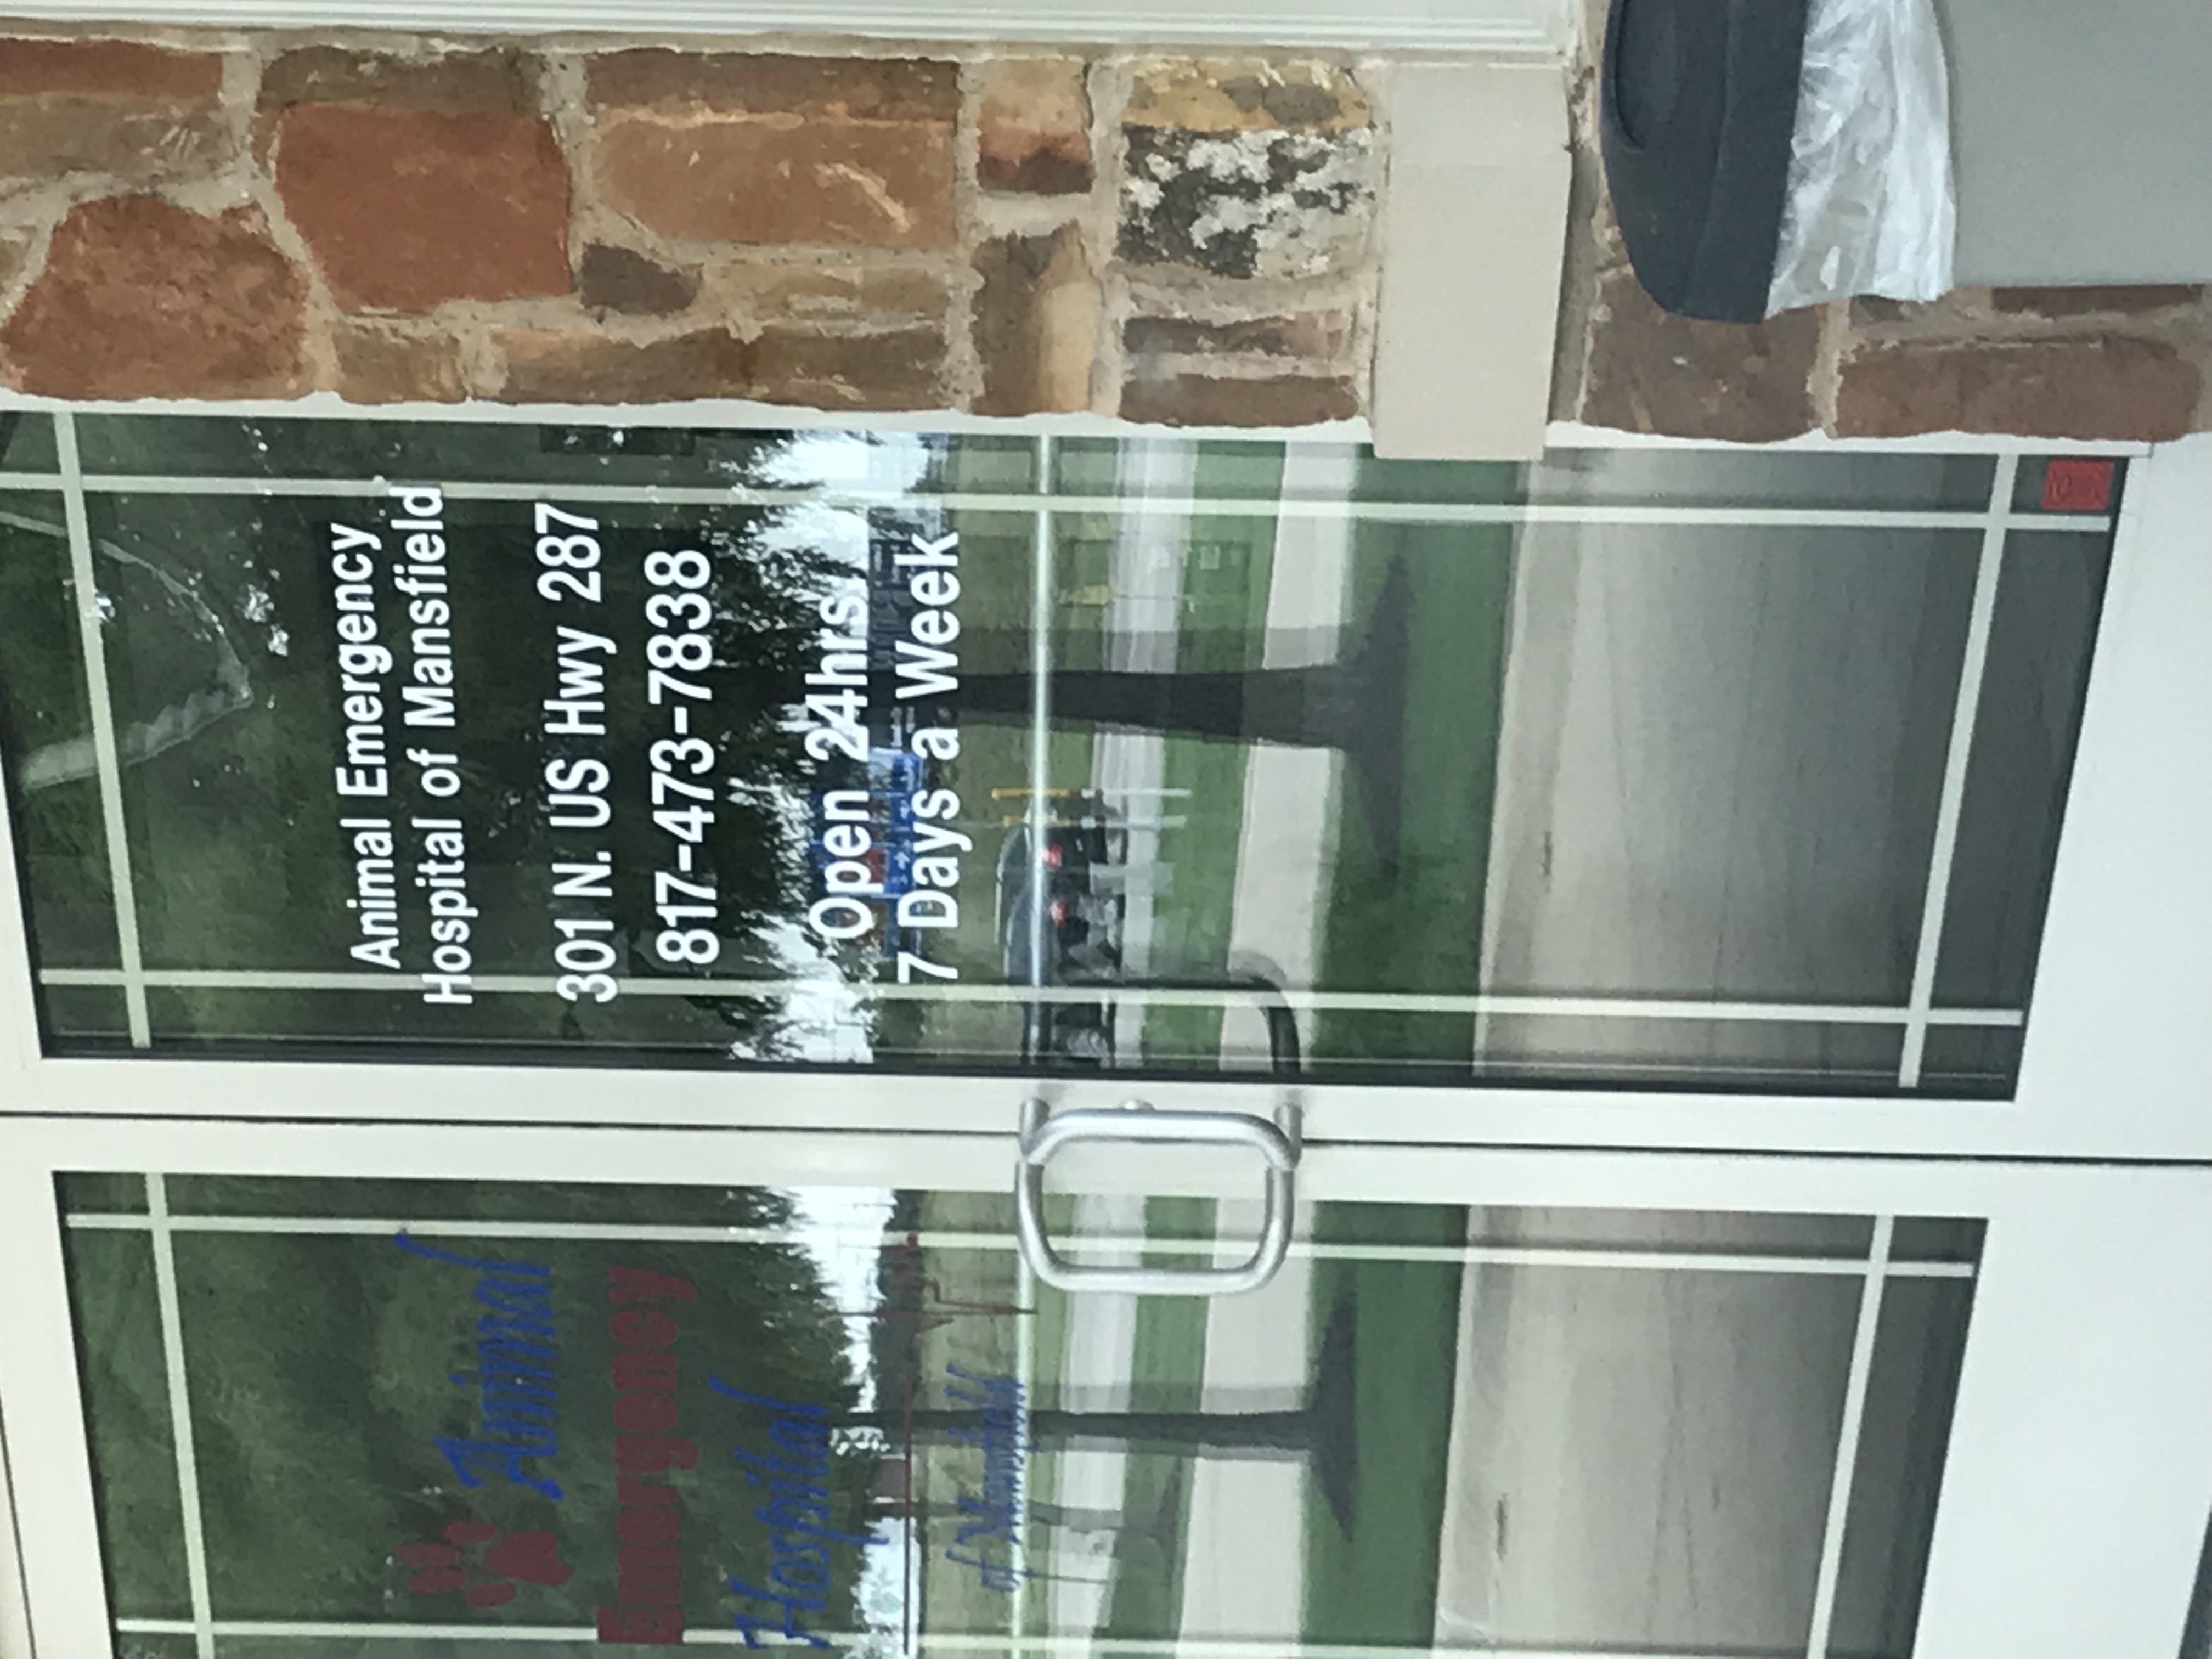 Animal
Emergency
Hospital
of Mansfield
Animal Emergency
Hospital of Mansfield
301 N. US Hwy 287
817-473-7838
Open 24hrs.
7 Days a Week